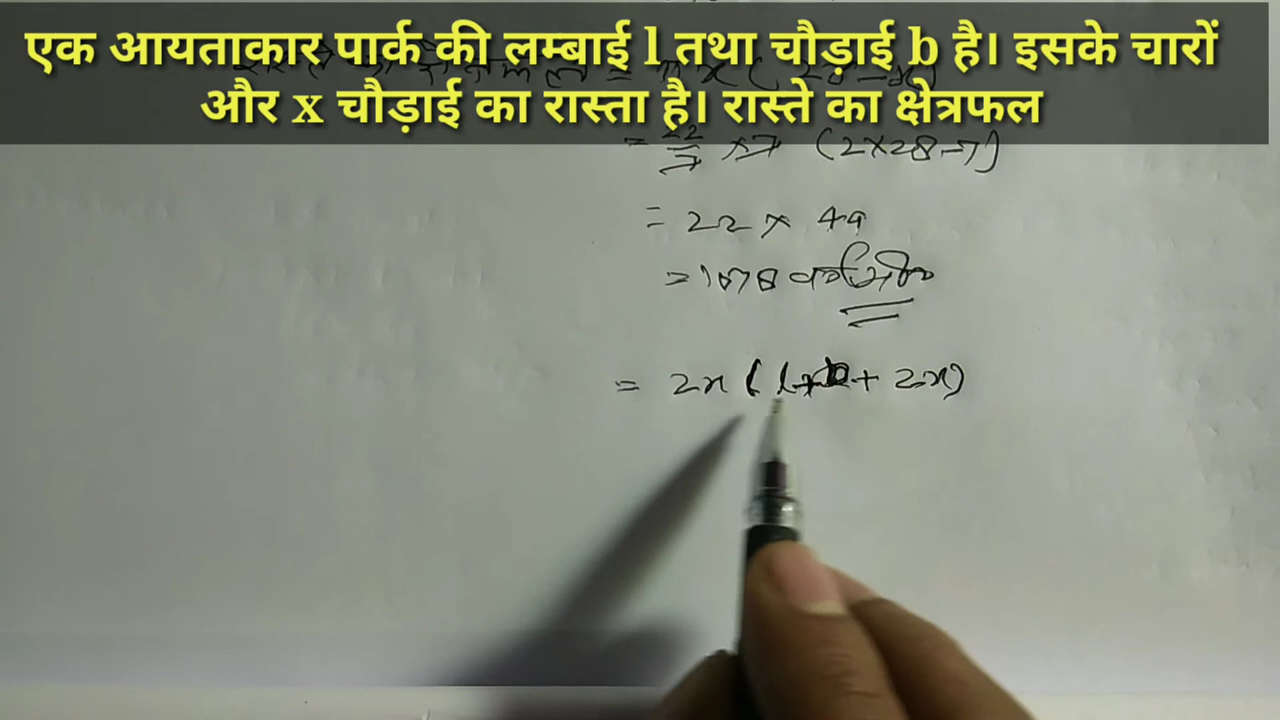 एक आयताकार पार्क की लम्बाई l तथा चौड़ाई b है। इसके चारों
और x चौड़ाई का रास्ता है। रास्ते का क्षेत्रफल
= 22/7 × 7 (2×28-7)
= 22 × 49
= 1078
= 2x (l+b+ 2x)